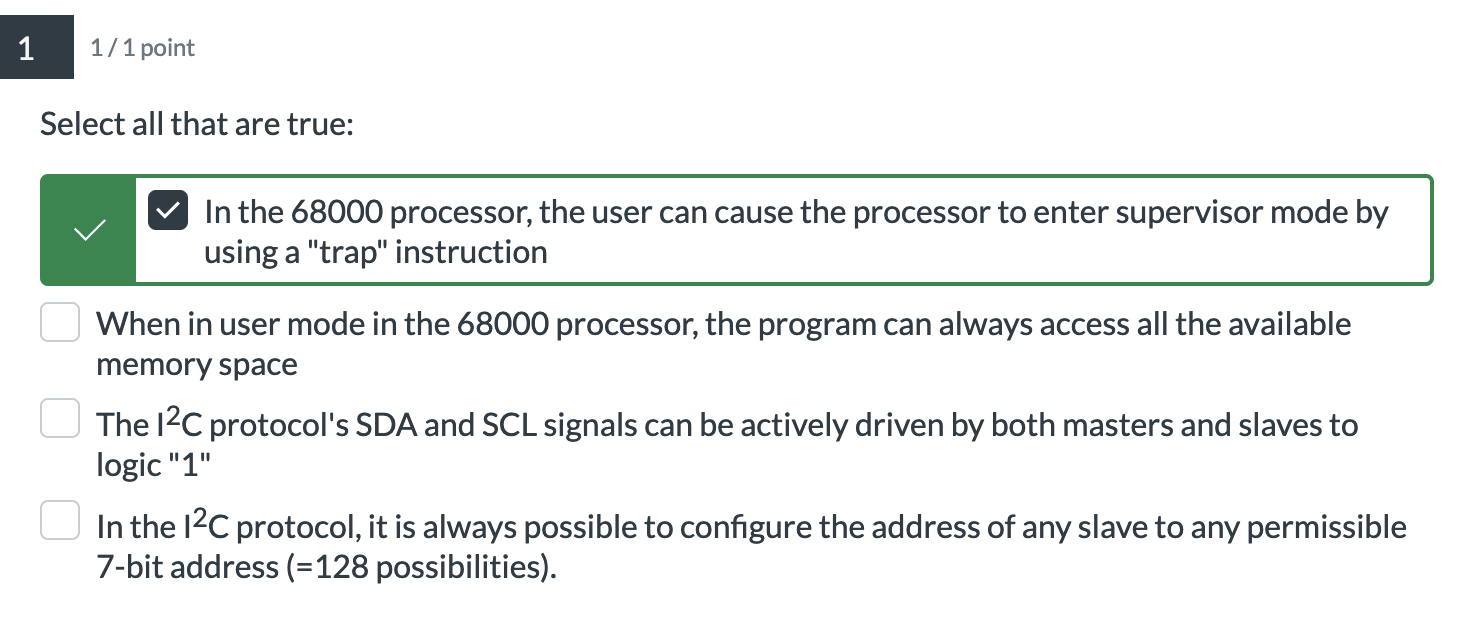 1
1 / 1 point
Select all that are true:
In the 68000 processor, the user can cause the processor to enter supervisor mode by
using a "trap" instruction
When in user mode in the 68000 processor, the program can always access all the available
memory space
The I²C protocol's SDA and SCL signals can be actively driven by both masters and slaves to
logic "1"
In the I²C protocol, it is always possible to configure the address of any slave to any permissible
7-bit address (=128 possibilities).